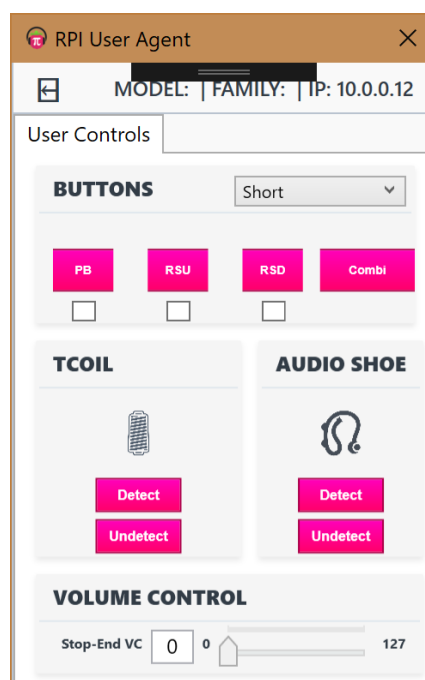 RPI User Agent
MODEL: | FAMILY: | IP: 10.0.0.12
User Controls
BUTTONS Short
PB RSU RSD Combi
TCOIL AUDIO SHOE
Detect Detect
Undetect Undetect
VOLUME CONTROL
Stop-End VC 0 0 127